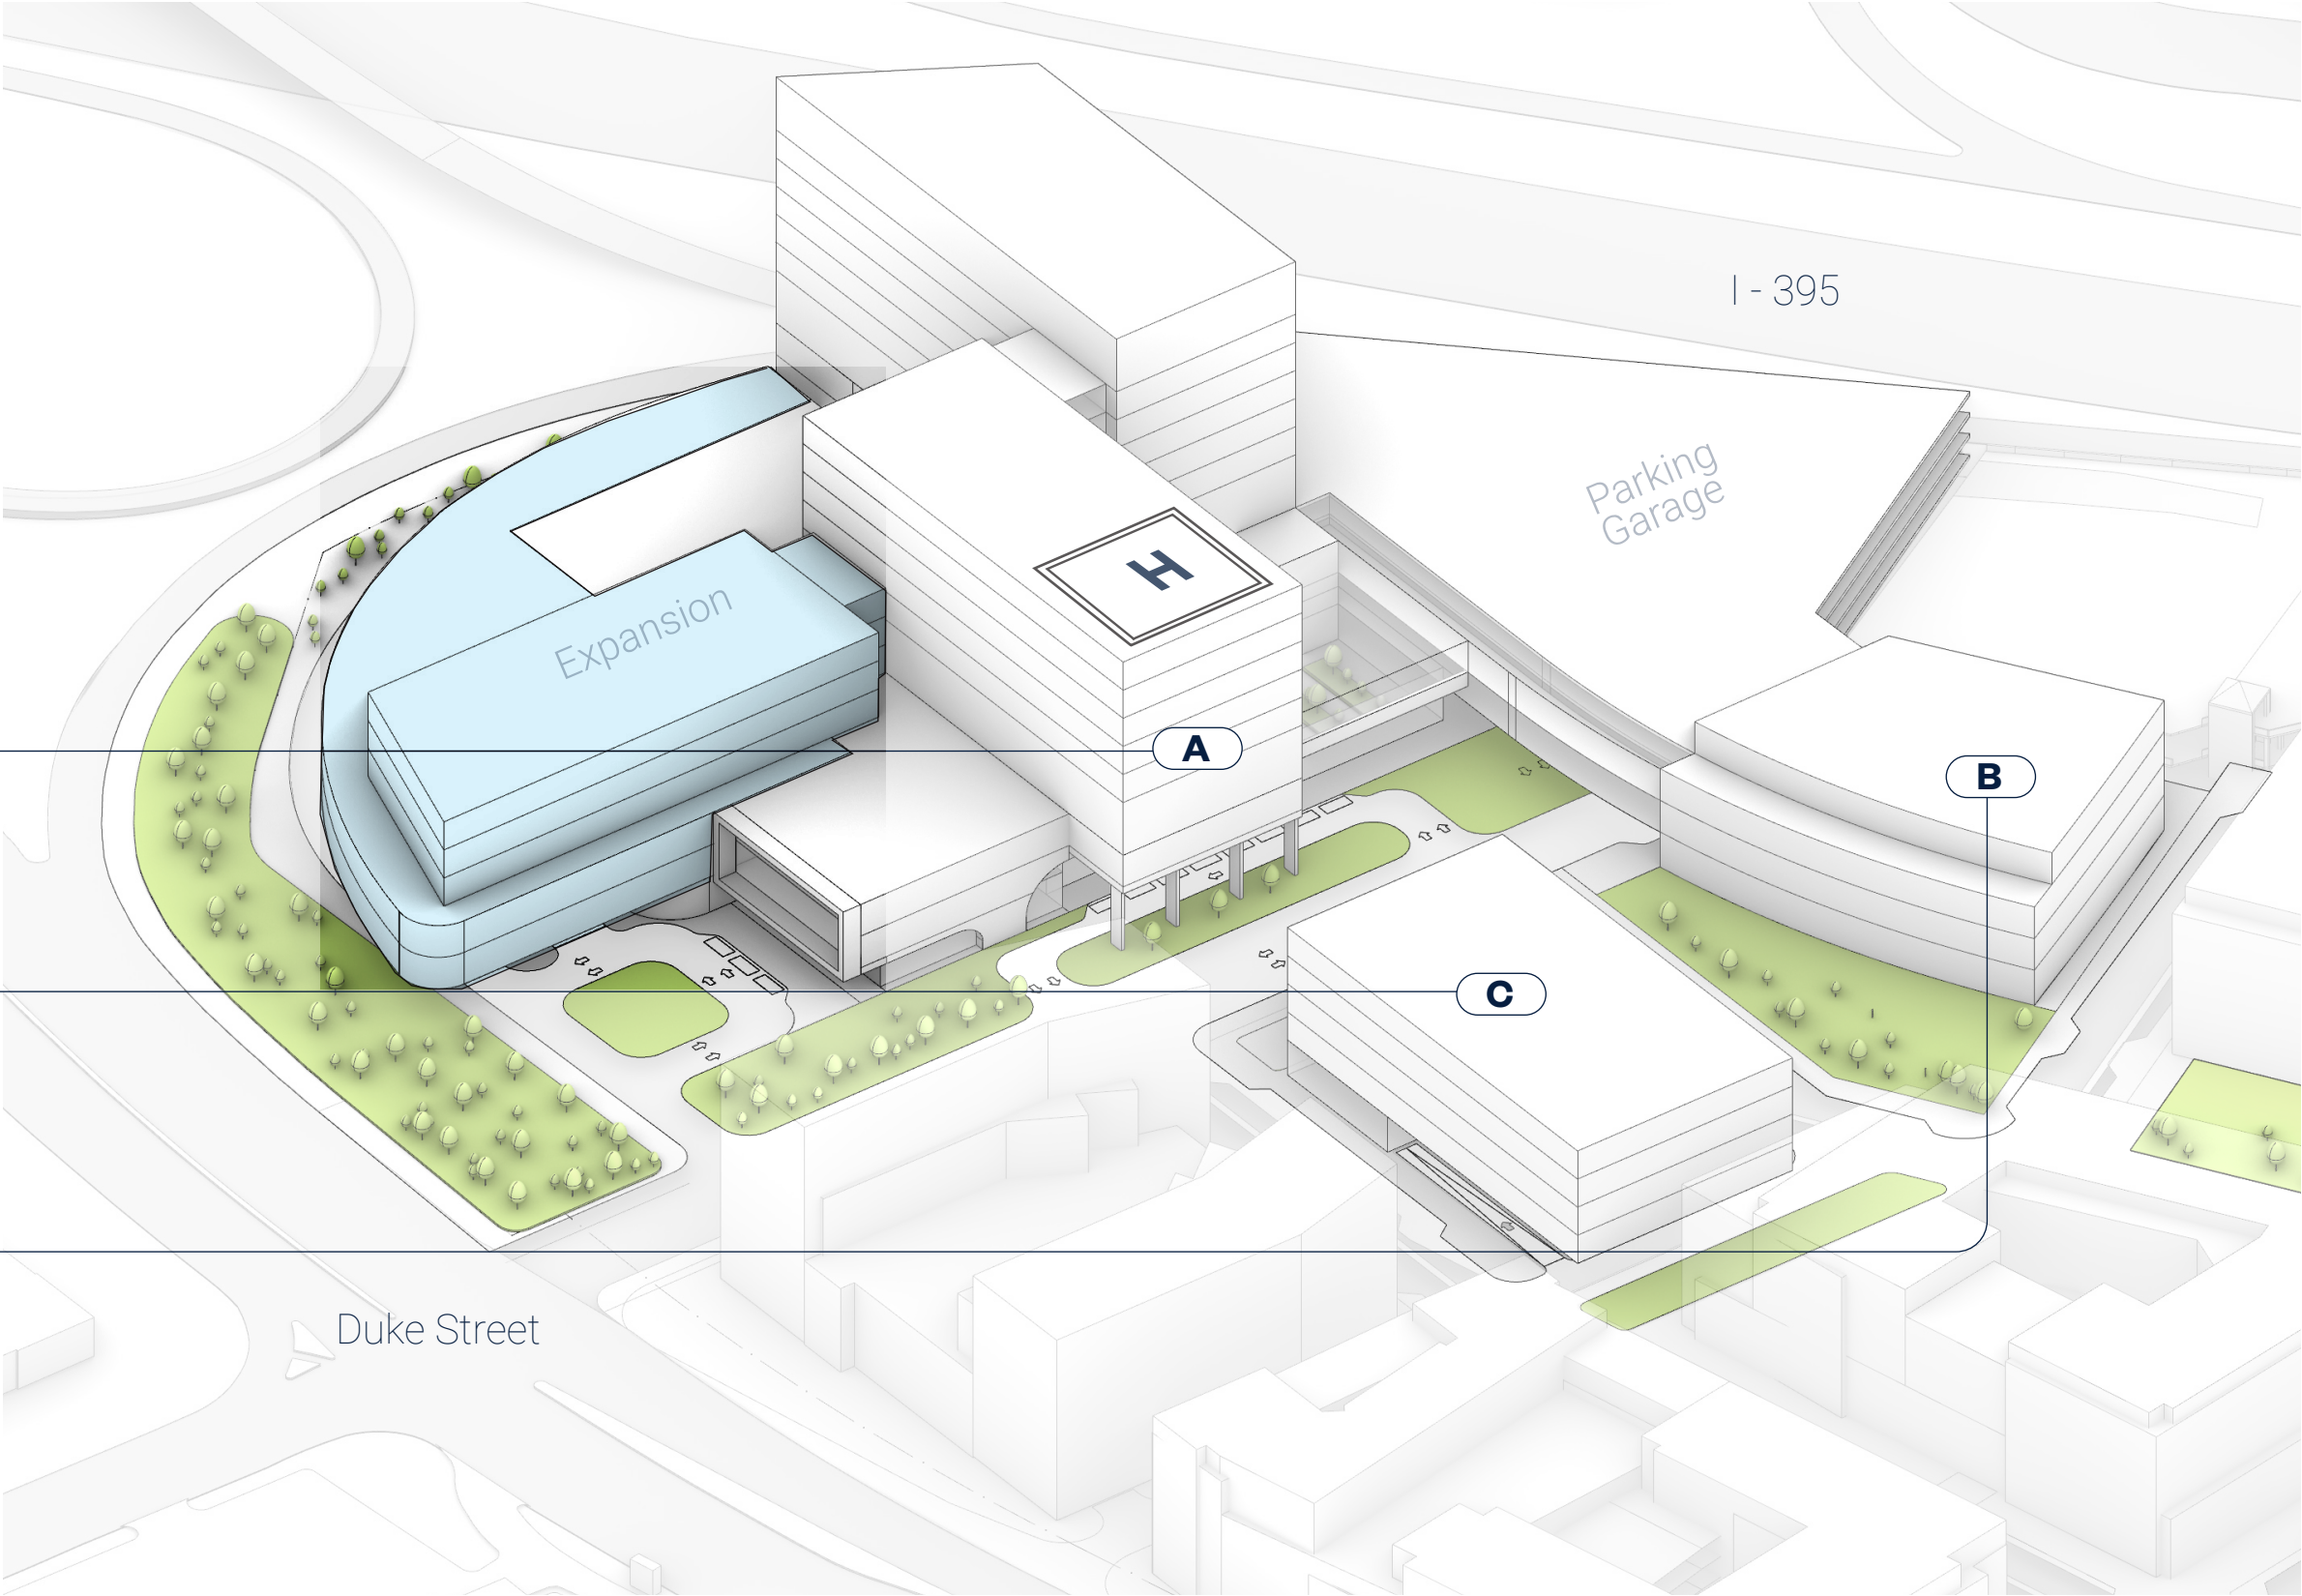 I - 395
Parking
Garage
H
Expansion
A
B
C
Duke Street